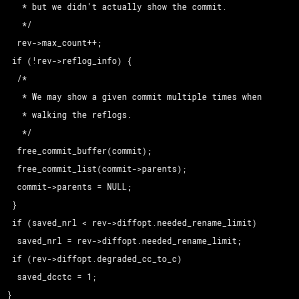 * but we didn't actually show the commit.
*/
rev->max_count++;
if (!rev->reflog_info) {
/*
* We may show a given commit multiple times when
* walking the reflogs.
*/
free_commit_buffer(commit);
free_commit_list(commit->parents);
commit->parents = NULL;
}
if (saved_nrl < rev->diffopt.needed_rename_limit)
saved_nrl = rev->diffopt.needed_rename_limit;
if (rev->diffopt.degraded_cc_to_c)
saved_dcctc = 1;
}